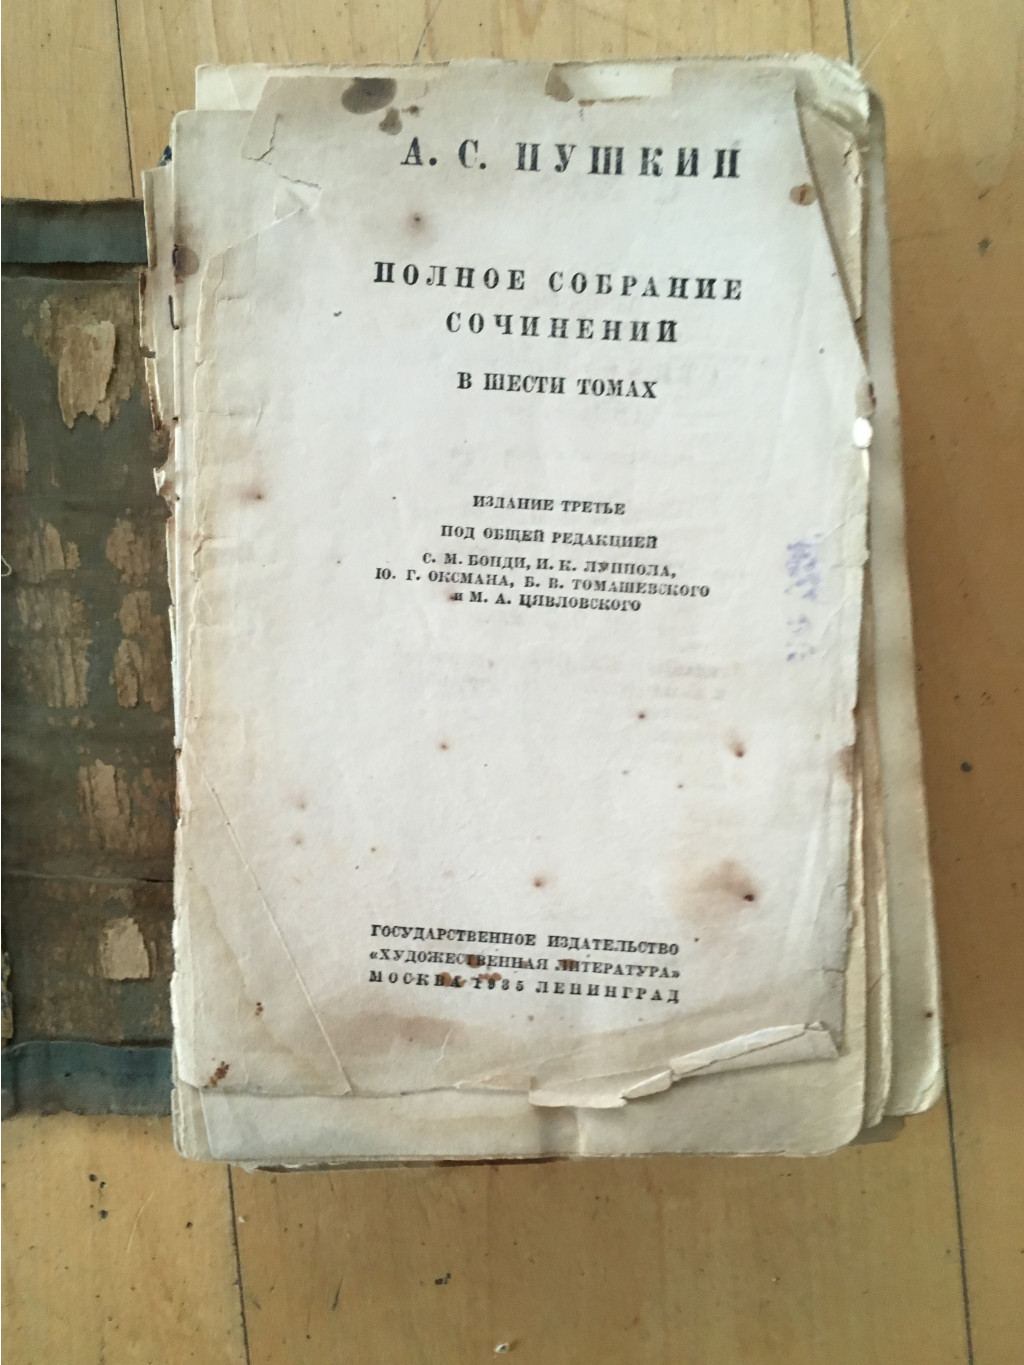 А. С. ПУШКИН
ПОЛНОЕ СОБРАНИЕ
СОЧИНЕНИЙ
В ШЕСТИ ТОМАХ
ИЗДАНИЕ ТРЕТЬЕ
ПОД ОБЩЕЙ РЕДАКЦИЕЙ
С. М. БОНДИ, И. К. ЛУППОЛА,
Ю. Г. ОКСМАНА, Б. В. ТОМАШЕВСКОГО
и М. А. ЦЯВЛОВСКОГО
ГОСУДАРСТВЕННОЕ ИЗДАТЕЛЬСТВО
«ХУДОЖЕСТВЕННАЯ ЛИТЕРАТУРА»
МОСКВА 1935 ЛЕНИНГРАД